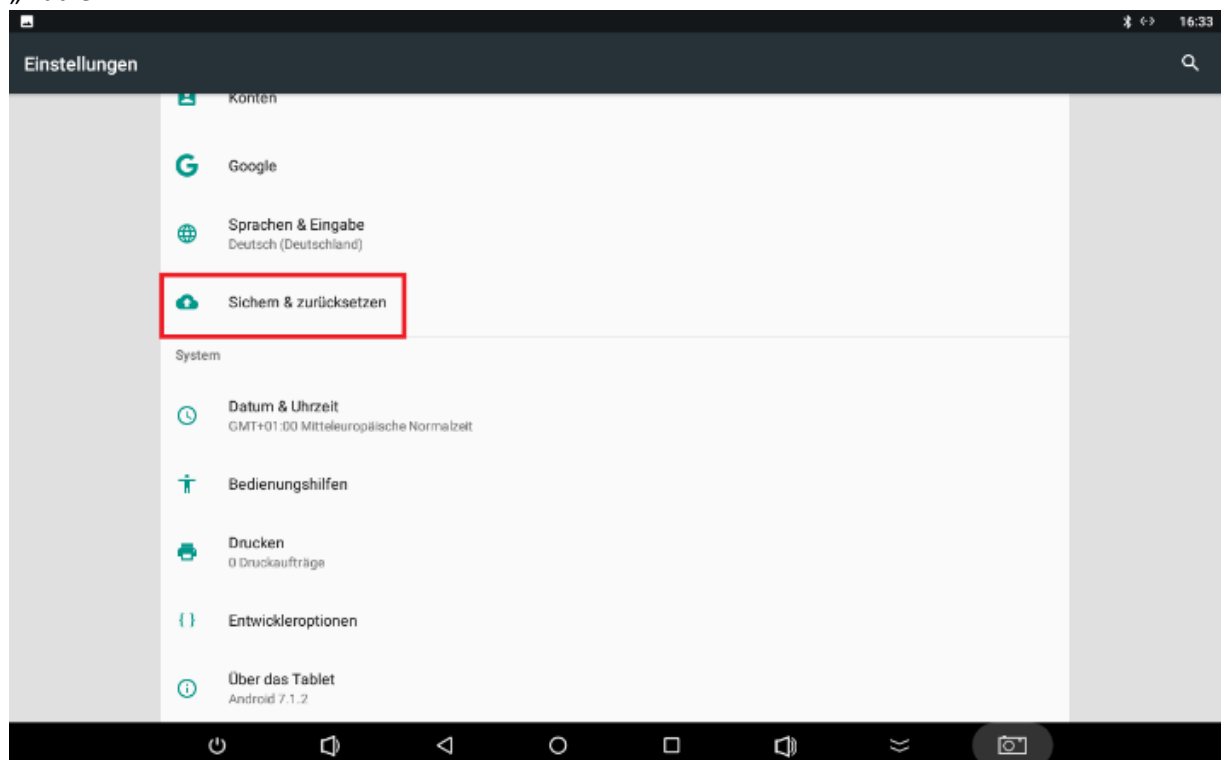 16:33
Einstellungen
Konten
Google
Sprachen & Eingabe
Deutsch (Deutschland)
Sichern & zurücksetzen
System
Datum & Uhrzeit
GMT+01:00 Mitteleuropäische Normalzeit
Bedienungshilfen
Drucken
0 Druckaufträge
Entwickleroptionen
Über das Tablet
Android 7.1.2